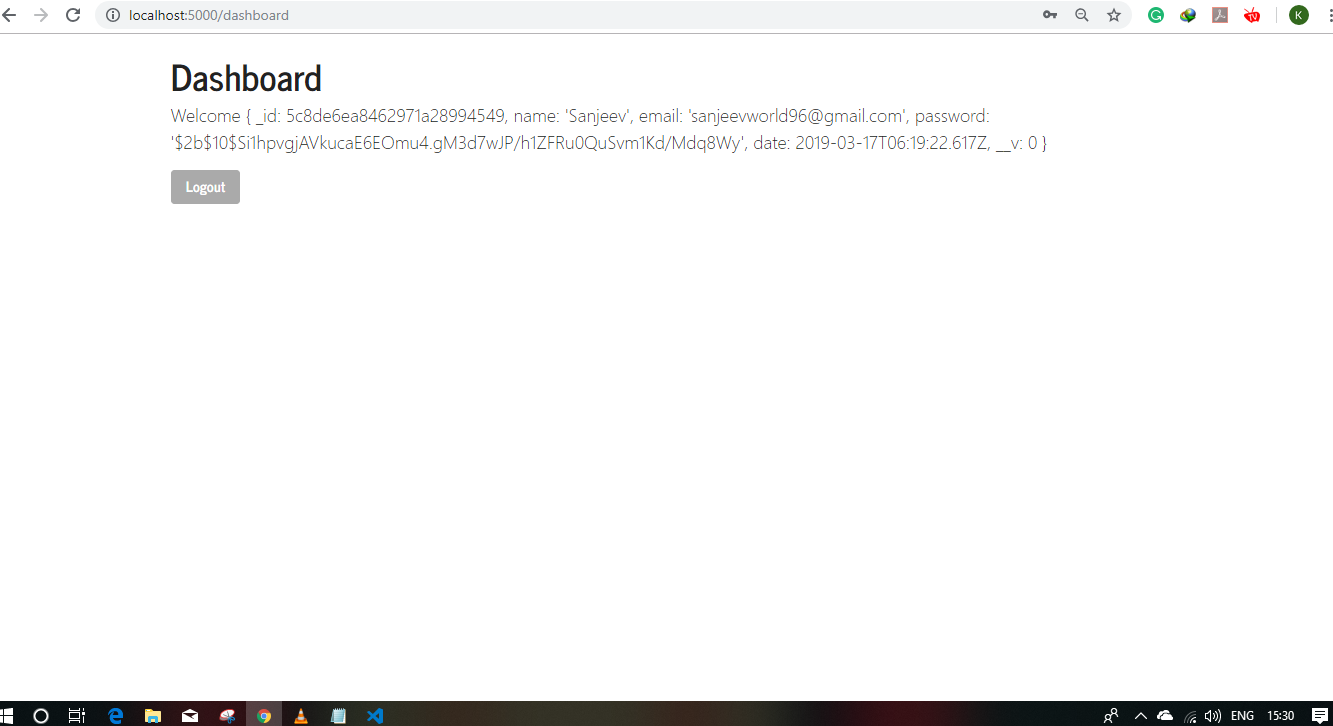 localhost:5000/dashboard
K
Dashboard
Welcome { _id: 5c8de6ea8462971a28994549, name: 'Sanjeev', email: 'sanjeevworld96@gmail.com', password:
'$2b$10$Si1hpvgjAVkucaE6EOmu4.gM3d7wJP/h1ZFRu0QuSvm1Kd/Mdq8Wy', date: 2019-03-17T06:19:22.617Z, __v: 0 }
Logout
ENG 15:30